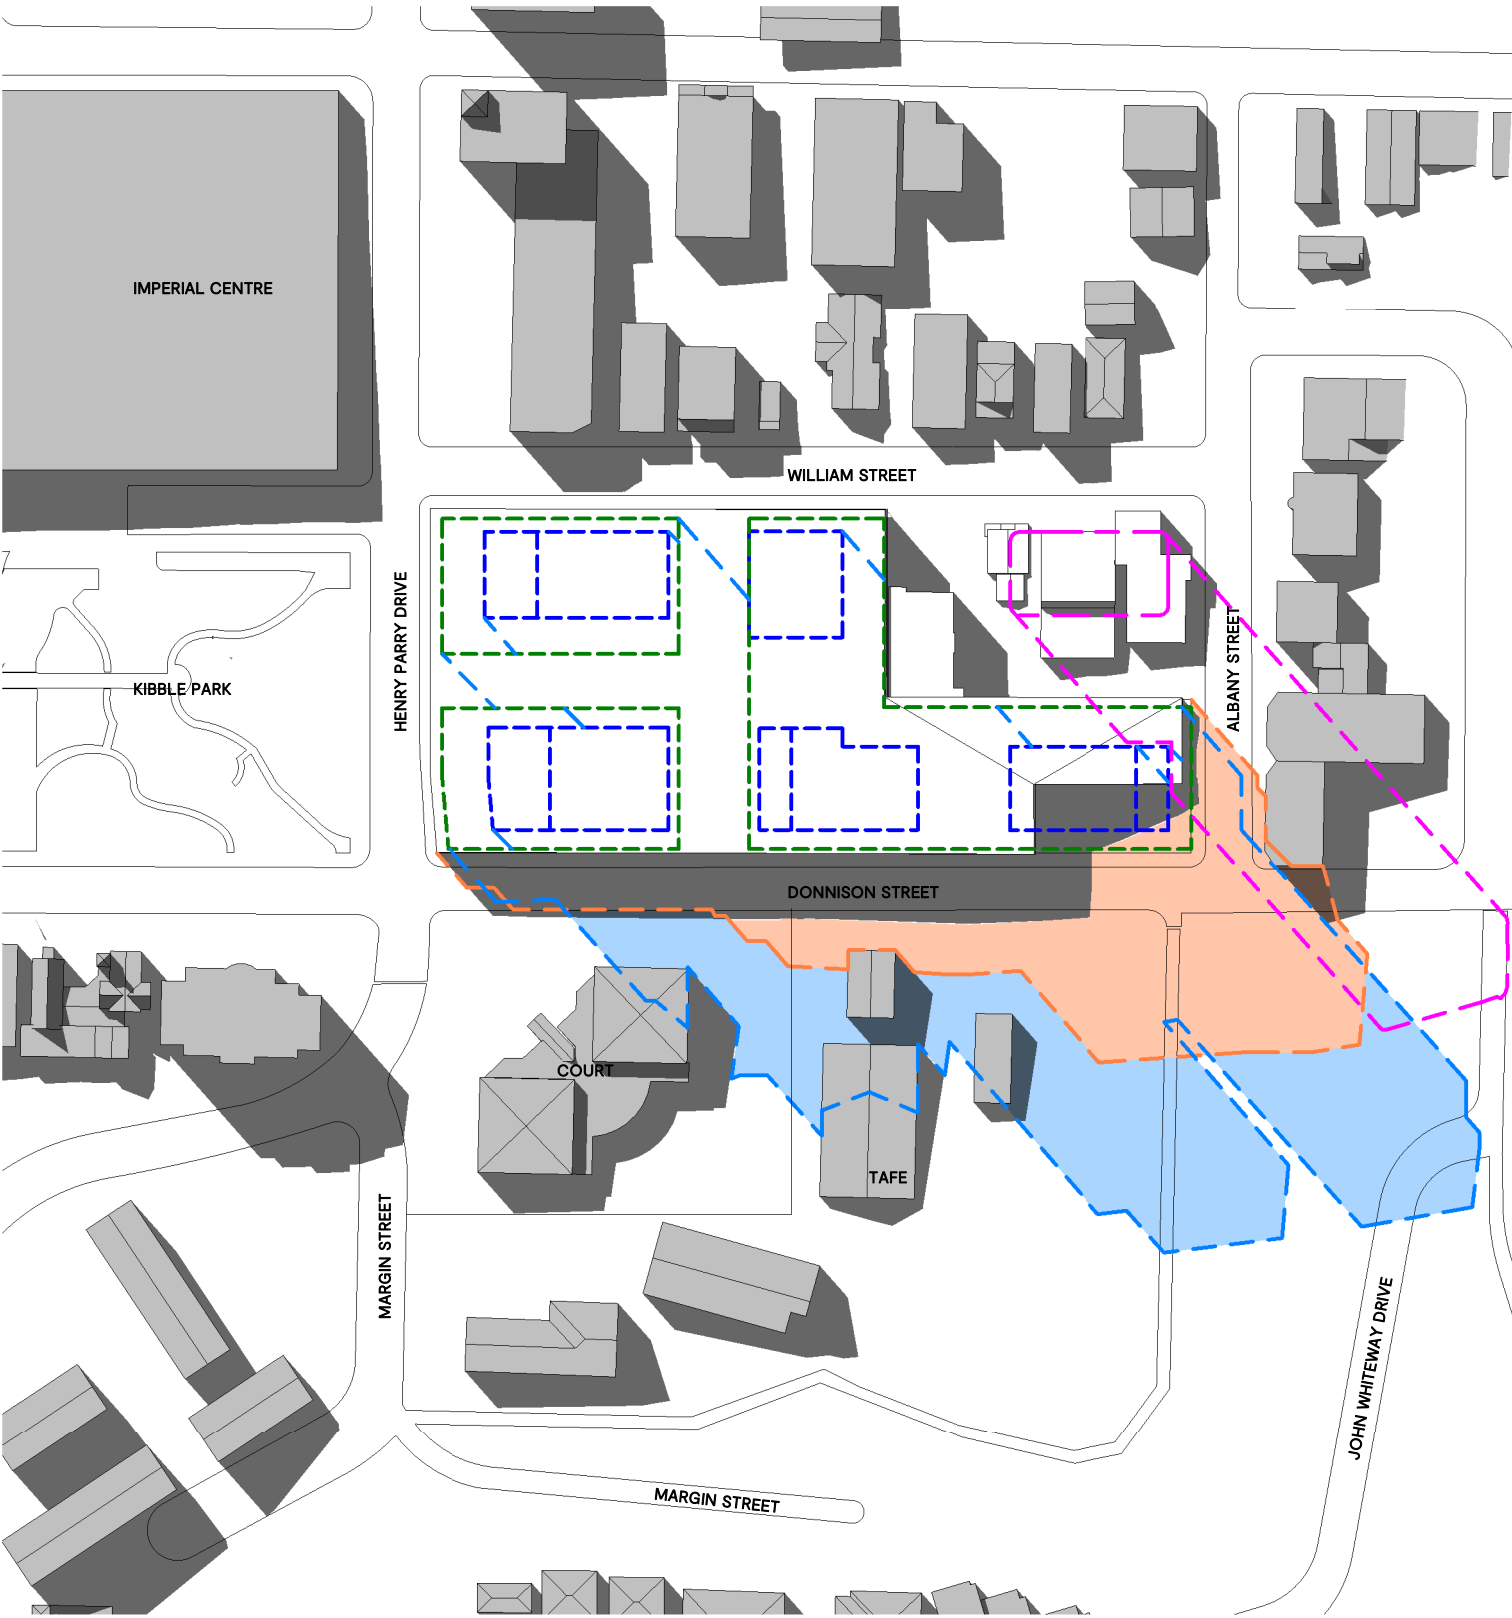 IMPERIAL CENTRE
WILLIAM STREET
HENRY PARRY DRIVE
KIBBLE PARK
ALBANY STREET
DONNISON STREET
COURT
TAFE
MARGIN STREET
JOHN WHITEWAY DRIVE
MARGIN STREET